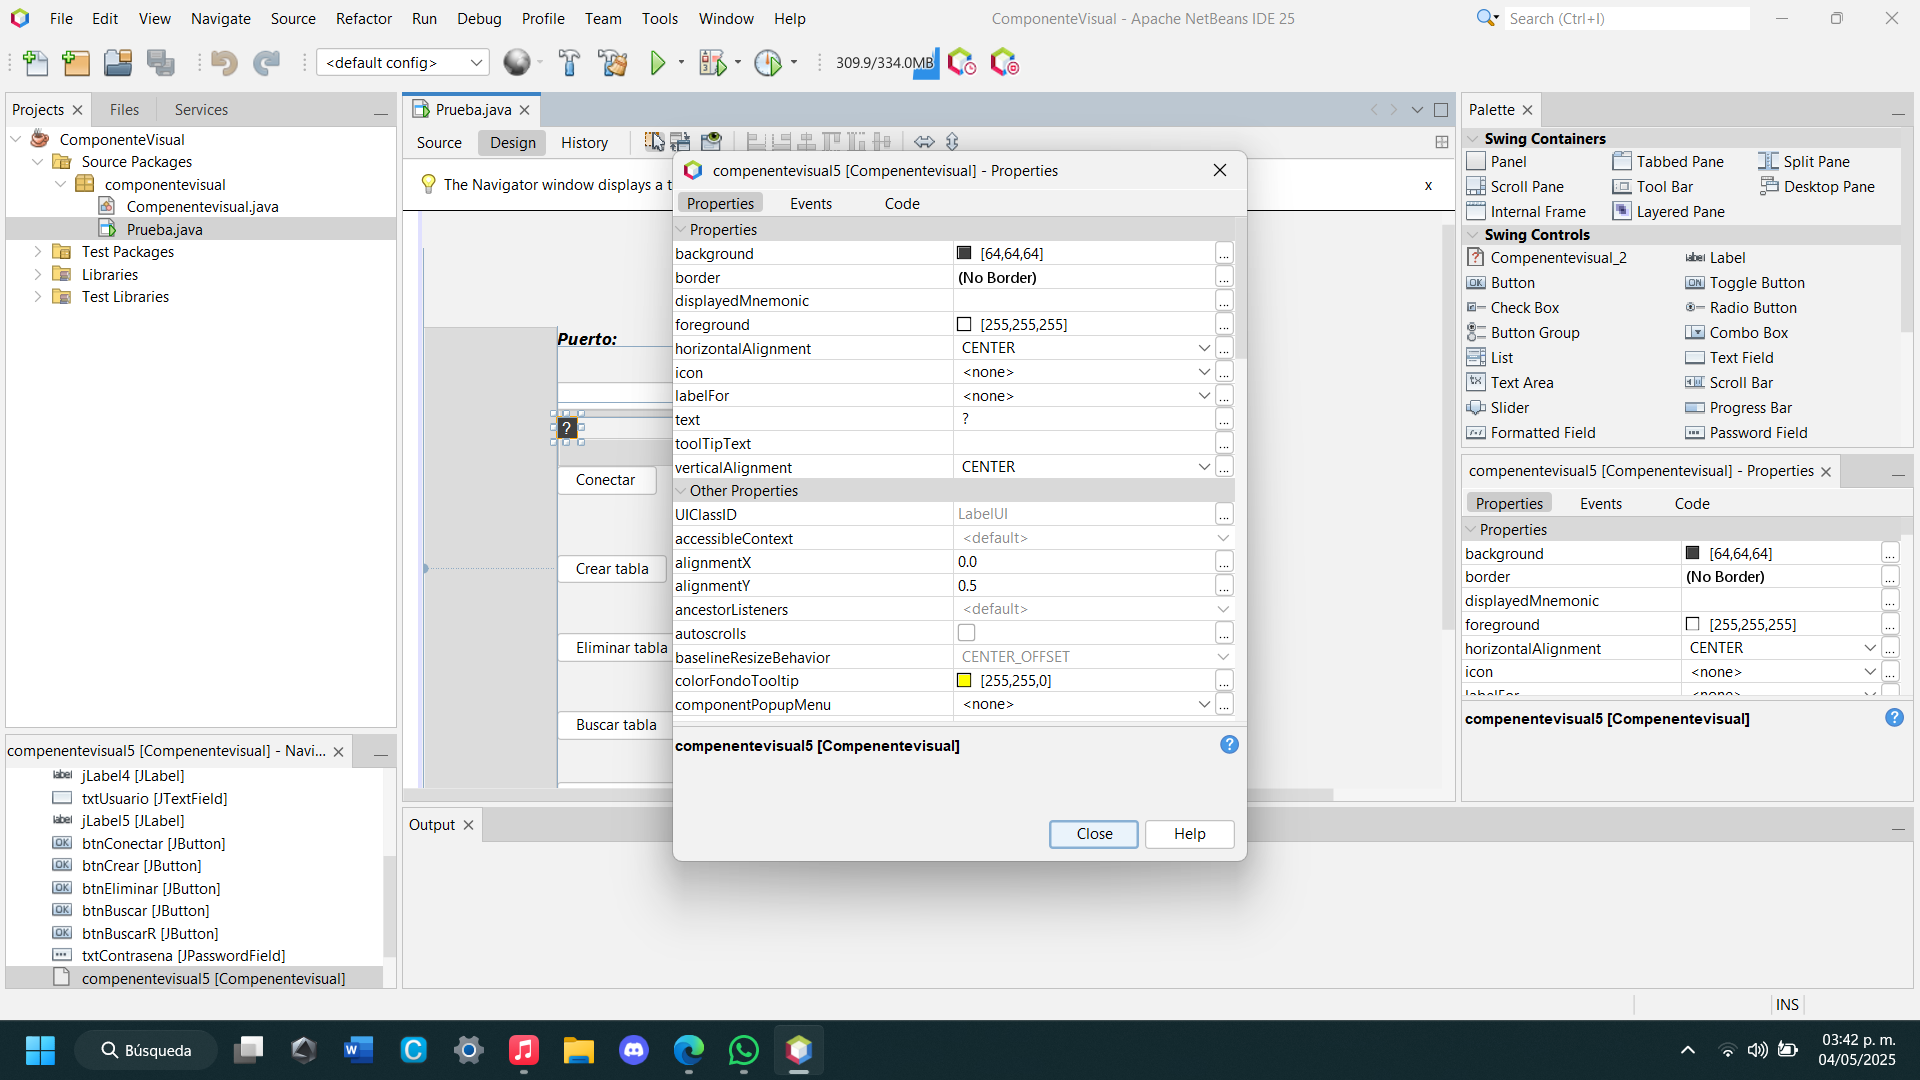 File Edit View Navigate Source Refactor Run Debug Profile Team Tools Window Help
ComponenteVisual - Apache NetBeans IDE 25
Search (Ctrl+I)
<default config>
309.9/334.0MB
Projects Files Services
ComponenteVisual
Source Packages
componentevisual
Compenentevisual.java
Prueba.java
Test Packages
Libraries
Test Libraries
compenentevisual5 [Compenentevisual] - Navi...
jLabel4 [JLabel]
txtUsuario [JTextField]
jLabel5 [JLabel]
btnConectar [JButton]
btnCrear [JButton]
btnEliminar [JButton]
btnBuscar [JButton]
btnBuscarR [JButton]
txtContrasena [JPasswordField]
compenentevisual5 [Compenentevisual]
Prueba.java
Source Design History
The Navigator window displays a t
x
Puerto:
?
Conectar
Crear tabla
Eliminar tabla
Buscar tabla
Output
compenentevisual5 [Compenentevisual] - Properties
Properties Events Code
Properties
background [64,64,64] ...
border (No Border) ...
displayedMnemonic ...
foreground [255,255,255] ...
horizontalAlignment CENTER ...
icon <none> ...
labelFor <none> ...
text ? ...
toolTipText ...
verticalAlignment CENTER ...
Other Properties
UIClassID LabelUI ...
accessibleContext <default>
alignmentX 0.0 ...
alignmentY 0.5 ...
ancestorListeners <default>
autoscrolls ...
baselineResizeBehavior CENTER_OFFSET
colorFondoTooltip [255,255,0] ...
componentPopupMenu <none> ...
compenentevisual5 [Compenentevisual]
Close Help
Palette
Swing Containers
Panel Tabbed Pane Split Pane
Scroll Pane Tool Bar Desktop Pane
Internal Frame Layered Pane
Swing Controls
Compenentevisual_2 Label
Button Toggle Button
Check Box Radio Button
Button Group Combo Box
List Text Field
Text Area Scroll Bar
Slider Progress Bar
Formatted Field Password Field
compenentevisual5 [Compenentevisual] - Properties
Properties Events Code
Properties
background [64,64,64] ...
border (No Border) ...
displayedMnemonic ...
foreground [255,255,255] ...
horizontalAlignment CENTER ...
icon <none> ...
labelFor <none>
compenentevisual5 [Compenentevisual]
INS
Búsqueda
03:42 p. m.
04/05/2025